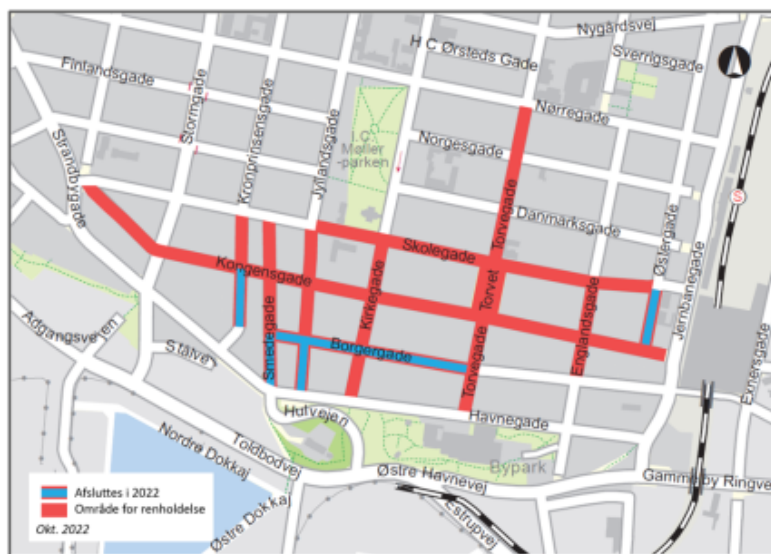 Nygårdsvej
H C Ørsteds Gade
Sverrigsgade
Finlandsgade
Stormgade
Nørregade
Strandbygade
Kronprinsensgade
Jyllandsgade
I.C.
Møller
-parken
Norgesgade
Danmarksgade
Torvegade
Østergade
Skolegade
Jernbanegade
Kongensgade
Torvet
Kirkegade
Englandsgade
Adgangsvejen
Stålvej
Smedegade
Borgergade
Torvegade
Exnersgade
Hulvejen
Havnegade
Nordre Dokkaj
Toldbodvej
Bypark
Østre Havnevej
Gammelby Ringve
Østre Dokkaj
Estrupvej
Afsluttes i 2022
Område for renholdelse
Okt. 2022
S